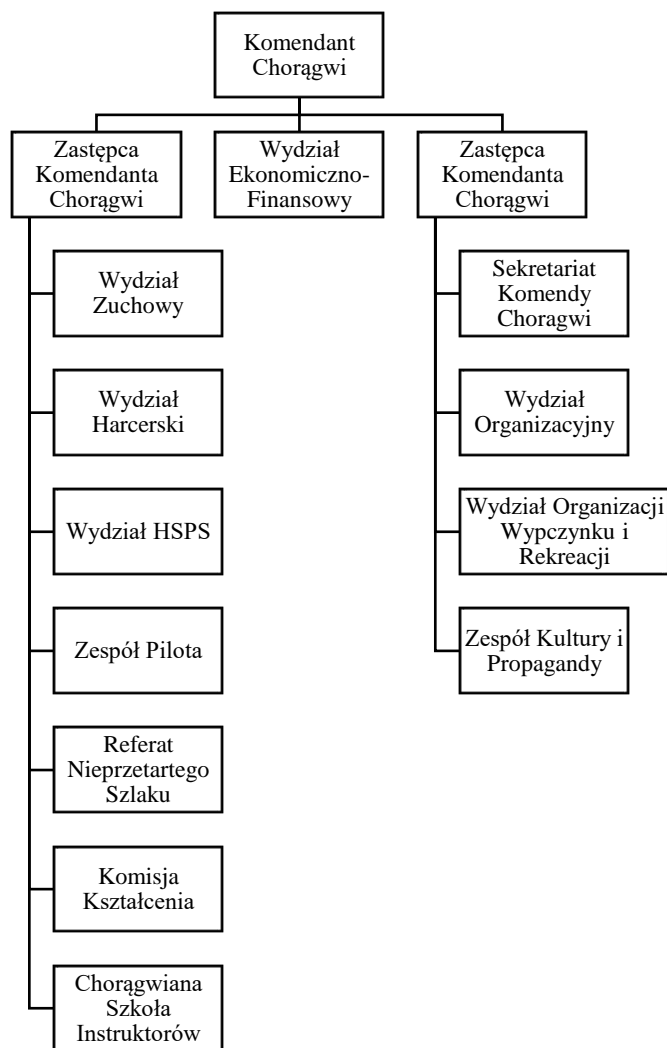 Komendant
Chorągwi
Zastępca
Komendanta
Chorągwi
Wydział
Ekonomiczno-
Finansowy
Zastępca
Komendanta
Chorągwi
Wydział
Zuchowy
Wydział
Harcerski
Wydział HSPS
Zespół Pilota
Referat
Nieprzetartego
Szlaku
Komisja
Kształcenia
Chorągwiana
Szkoła
Instruktorów
Sekretariat
Komendy
Choragwi
Wydział
Organizacyjny
Wydział Organizacji
Wypczynku i
Rekreacji
Zespół Kultury i
Propagandy